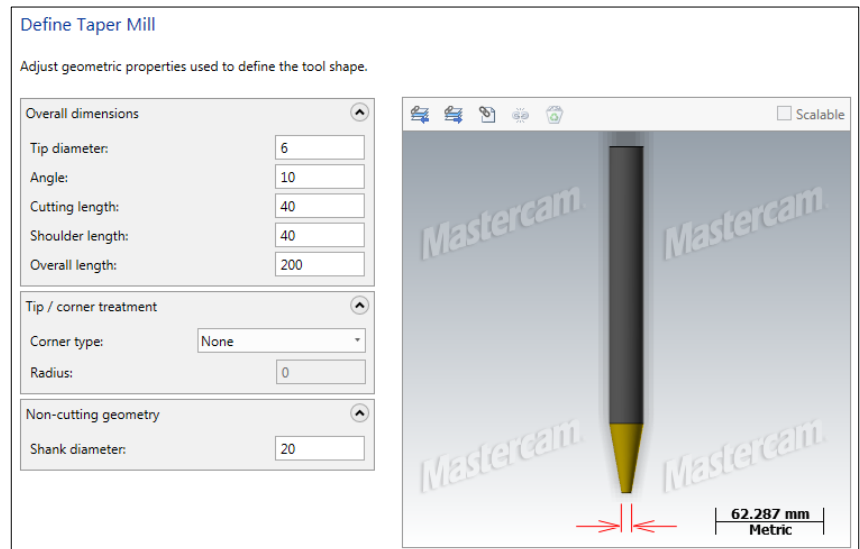 Define Taper Mill
Adjust geometric properties used to define the tool shape.
Overall dimensions
Tip diameter: 6
Angle: 10
Cutting length: 40
Shoulder length: 40
Overall length: 200
Tip / corner treatment
Corner type: None
Radius: 0
Non-cutting geometry
Shank diameter: 20
Scalable
Mastercam. Mastercam.
Mastercam. Mastercam.
62.287 mm
Metric